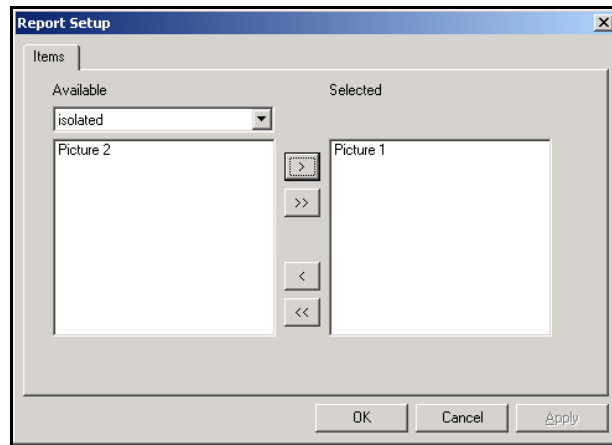 Report Setup
Items
Available
Selected
isolated
Picture 2
Picture 1
>
>>
<
<<
OK
Cancel
Apply